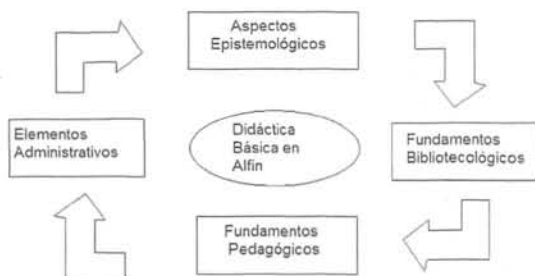 Aspectos
Epistemológicos
Elementos
Administrativos
Didáctica
Básica en
Alfin
Fundamentos
Bibliotecológicos
Fundamentos
Pedagógicos